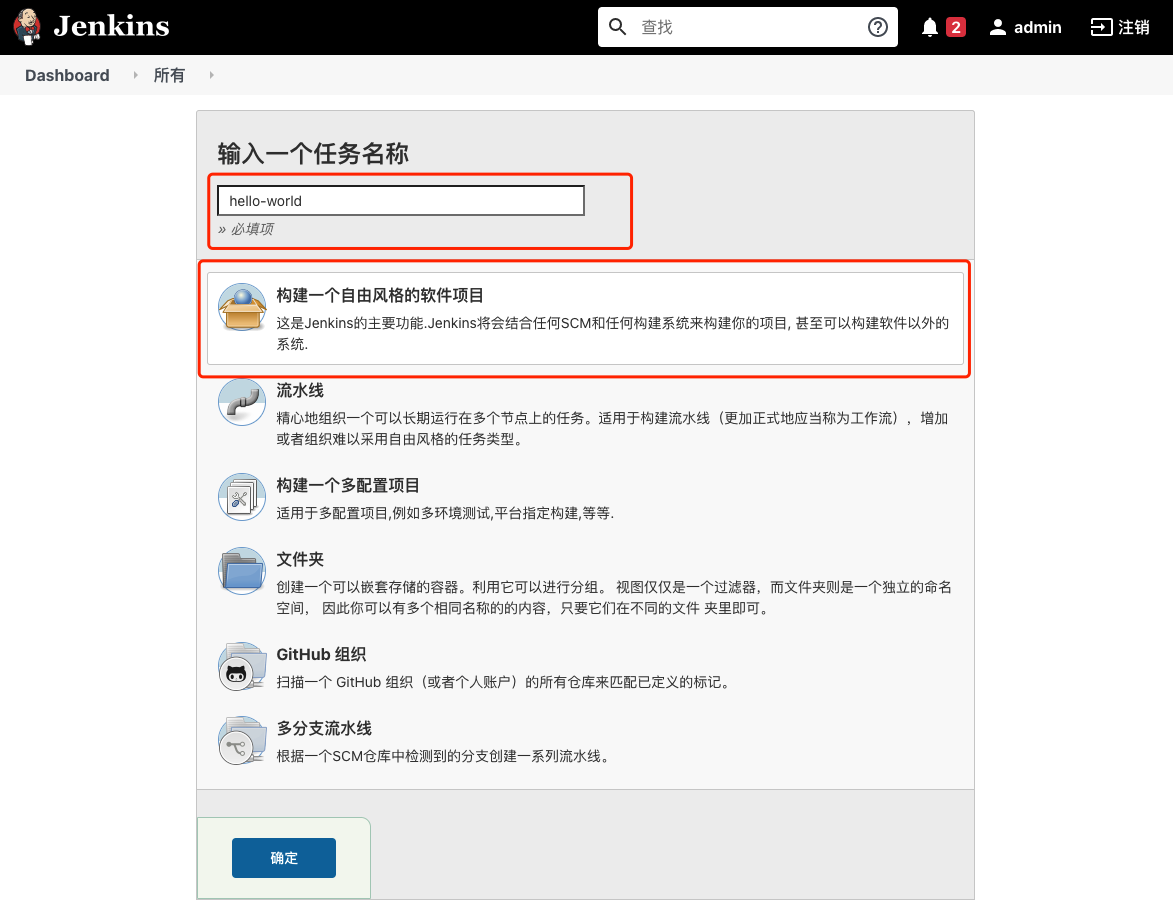 Jenkins
查找
2
admin
注销
Dashboard
所有
输入一个任务名称
hello-world
» 必填项
构建一个自由风格的软件项目
这是Jenkins的主要功能.Jenkins将会结合任何SCM和任何构建系统来构建你的项目, 甚至可以构建软件以外的
系统.
流水线
精心地组织一个可以长期运行在多个节点上的任务。适用于构建流水线（更加正式地应当称为工作流），增加
或者组织难以采用自由风格的任务类型。
构建一个多配置项目
适用于多配置项目,例如多环境测试,平台指定构建,等等.
文件夹
创建一个可以嵌套存储的容器。利用它可以进行分组。 视图仅仅是一个过滤器，而文件夹则是一个独立的命名
空间， 因此你可以有多个相同名称的的内容，只要它们在不同的文件 夹里即可。
GitHub 组织
扫描一个 GitHub 组织（或者个人账户）的所有仓库来匹配已定义的标记。
多分支流水线
根据一个SCM仓库中检测到的分支创建一系列流水线。
确定